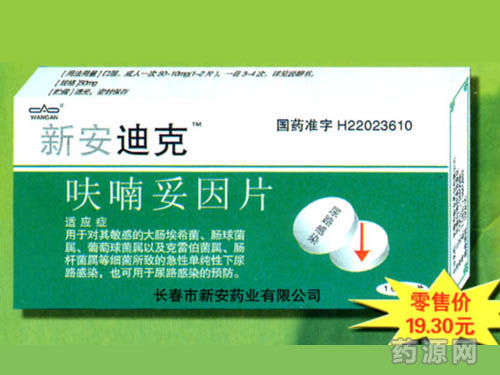 [用法用量]口服，成人一次50-10mg(1-2片)，一日3-4次，详见说明书。
[规格]50mg
[贮藏]遮光，密封保存
WANGAN
新安迪克™
国药准字 H22023610
呋喃妥因片
适应症
用于对其敏感的大肠埃希菌、肠球菌
属、葡萄球菌属以及克雷伯菌属、肠
杆菌属等细菌所致的急性单纯性下尿
路感染，也可用于尿路感染的预防。
尿路感染
长春市新安药业有限公司
零售价
19.30元
药源网